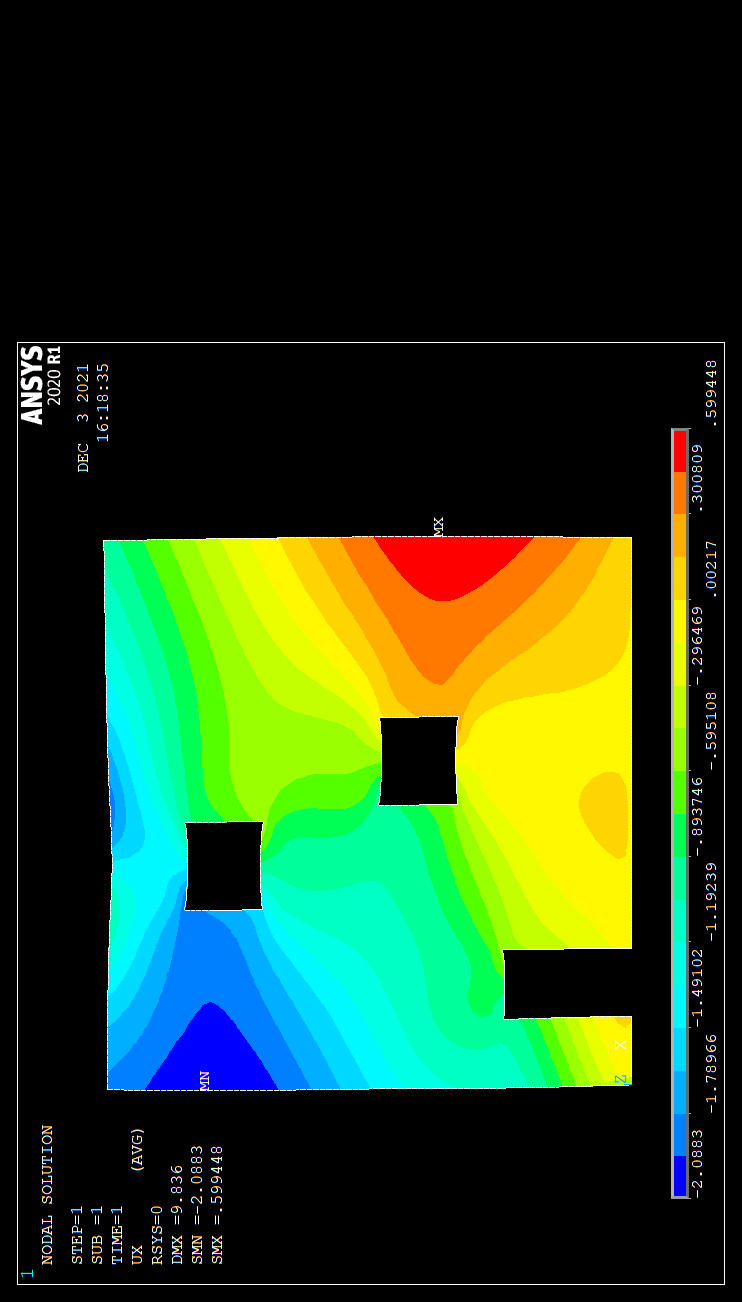 1
NODAL SOLUTION
STEP=1
SUB =1
TIME=1
UX       (AVG)
RSYS=0
DMX =9.836
SMN =-2.0883
SMX =.599448
ANSYS
2020 R1
DEC  3 2021
16:18:35
MN
MX
Z
X
-2.0883
-1.78966
-1.49102
-1.19239
-.893746
-.595108
-.296469
.00217
.300809
.599448